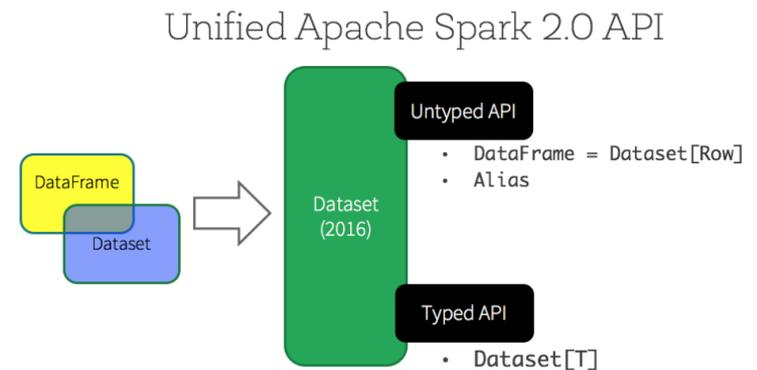 Unified Apache Spark 2.0 API
DataFrame
Dataset
Dataset
(2016)
Untyped API
• DataFrame = Dataset[Row]
• Alias
Typed API
• Dataset[T]